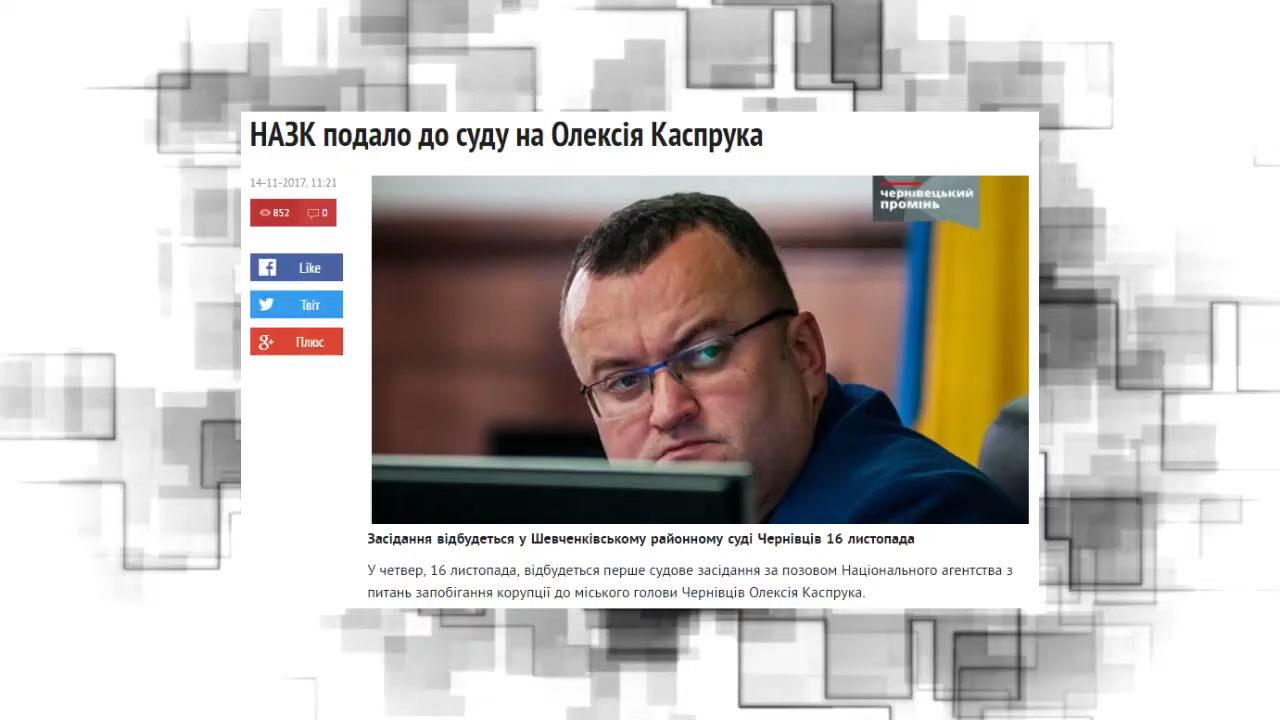 НАЗК подало до суду на Олексія Каспрука
14-11-2017, 11:21
852 0
Like
Твіт
Плюс
чернівецький
промінь
Засідання відбудеться у Шевченківському районному суді Чернівців 16 листопада
У четвер, 16 листопада, відбудеться перше судове засідання за позовом Національного агентства з
питань запобігання корупції до міського голови Чернівців Олексія Каспрука.